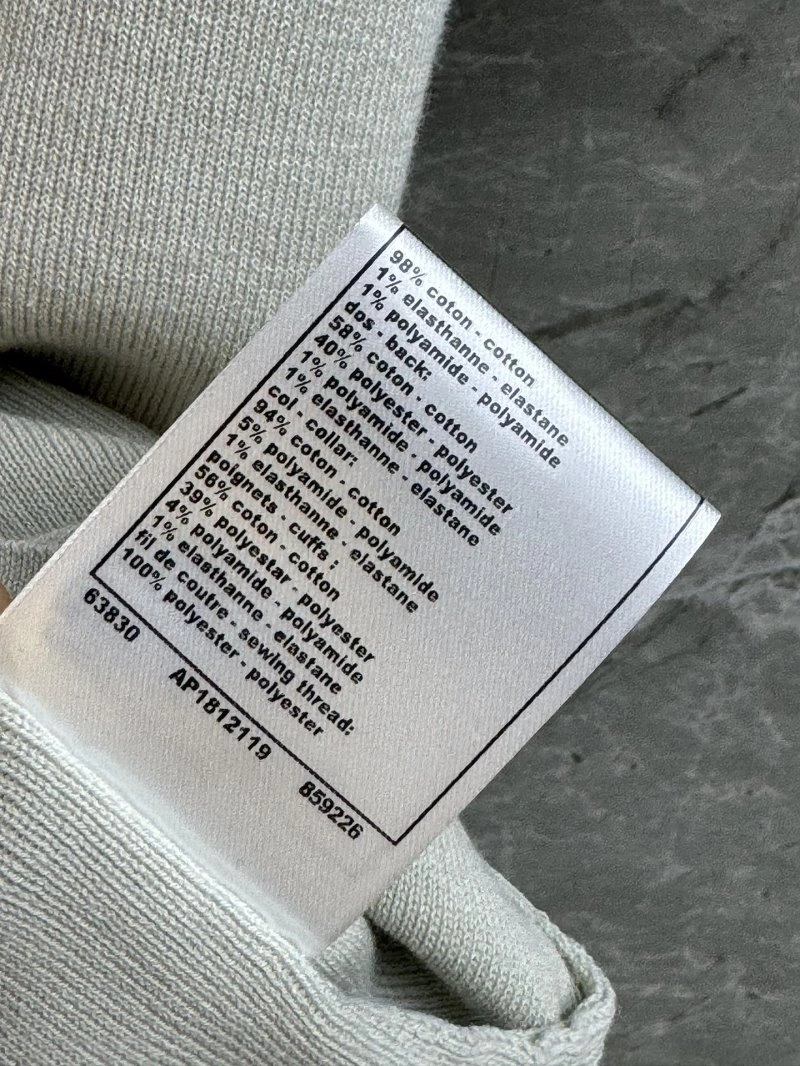 98% coton - cotton
1% elasthanne - elastane
1% polyamide - polyamide
dos - back:
58% coton - cotton
40% polyester - polyester
1% polyamide - polyamide
1% elasthanne - elastane
col - collar:
94% coton - cotton
5% polyamide - polyamide
1% elasthanne - elastane
poignets - cuffs :
56% coton - cotton
39% polyestar - polyester
4% polyamide - polyamide
1% elasthanne - elastane
fil de coutre - sewing thread:
100% polyester - polyester
63830 AP1812119 859226